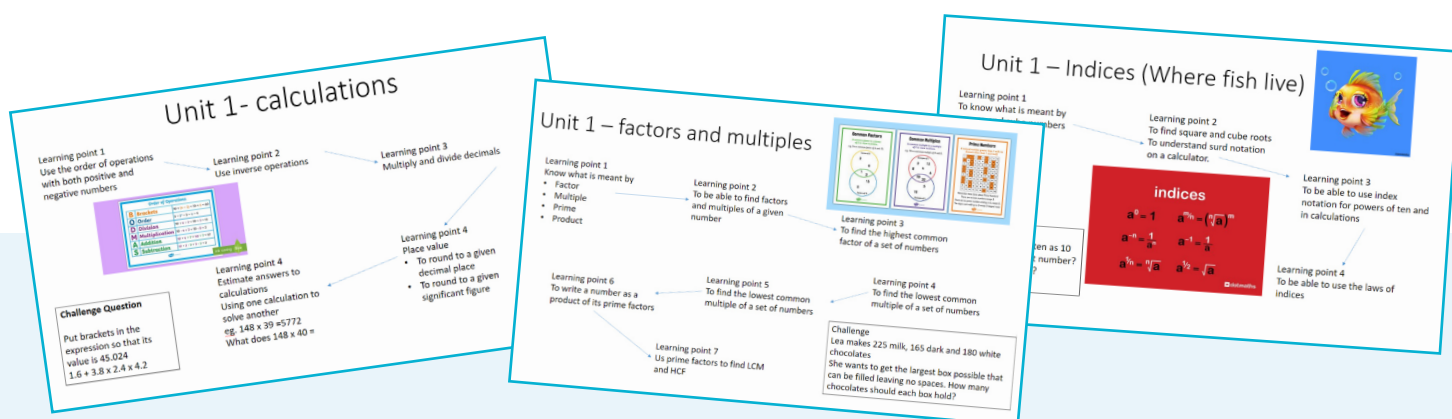 Unit 1- calculations
Learning point 1
Use the order of operations
with both positive and
negative numbers
Learning point 2
Use inverse operations
Learning point 3
Multiply and divide decimals
Order of Operations
B Brackets
O Order
D Division
M Multiplication
A Addition
S Subtraction
Learning point 4
Place value
• To round to a given
decimal place
• To round to a given
significant figure
Learning point 4
Estimate answers to
calculations
Using one calculation to
solve another
eg. 148 x 39 =5772
What does 148 x 40 =
Challenge Question
Put brackets in the
expression so that its
value is 45.024
1.6 + 3.8 x 2.4 x 4.2
Unit 1 – factors and multiples
Learning point 1
Know what is meant by
• Factor
• Multiple
• Prime
• Product
Learning point 2
To be able to find factors
and multiples of a given
number
Common Factors
Common Multiples
Prime Numbers
Learning point 3
To find the highest common
factor of a set of numbers
Learning point 4
To find the lowest common
multiple of a set of numbers
Learning point 5
To find the lowest common
multiple of a set of numbers
Learning point 6
To write a number as a
product of its prime factors
Learning point 7
Us prime factors to find LCM
and HCF
Challenge
Lea makes 225 milk, 165 dark and 180 white
chocolates
She wants to get the largest box possible that
can be filled leaving no spaces. How many
chocolates should each box hold?
Unit 1 – Indices (Where fish live)
Learning point 1
To know what is meant by
numbers
Learning point 2
To find square and cube roots
To understand surd notation
on a calculator.
Learning point 3
To be able to use index
notation for powers of ten and
in calculations
Learning point 4
To be able to use the laws of
indices
indices
a⁰ = 1 a^m/n = (ⁿ√a)^m
a⁻ⁿ = 1/aⁿ a⁻¹ = 1/a
a^1/n = ⁿ√a a^1/2 = √a
as 10
number?
?